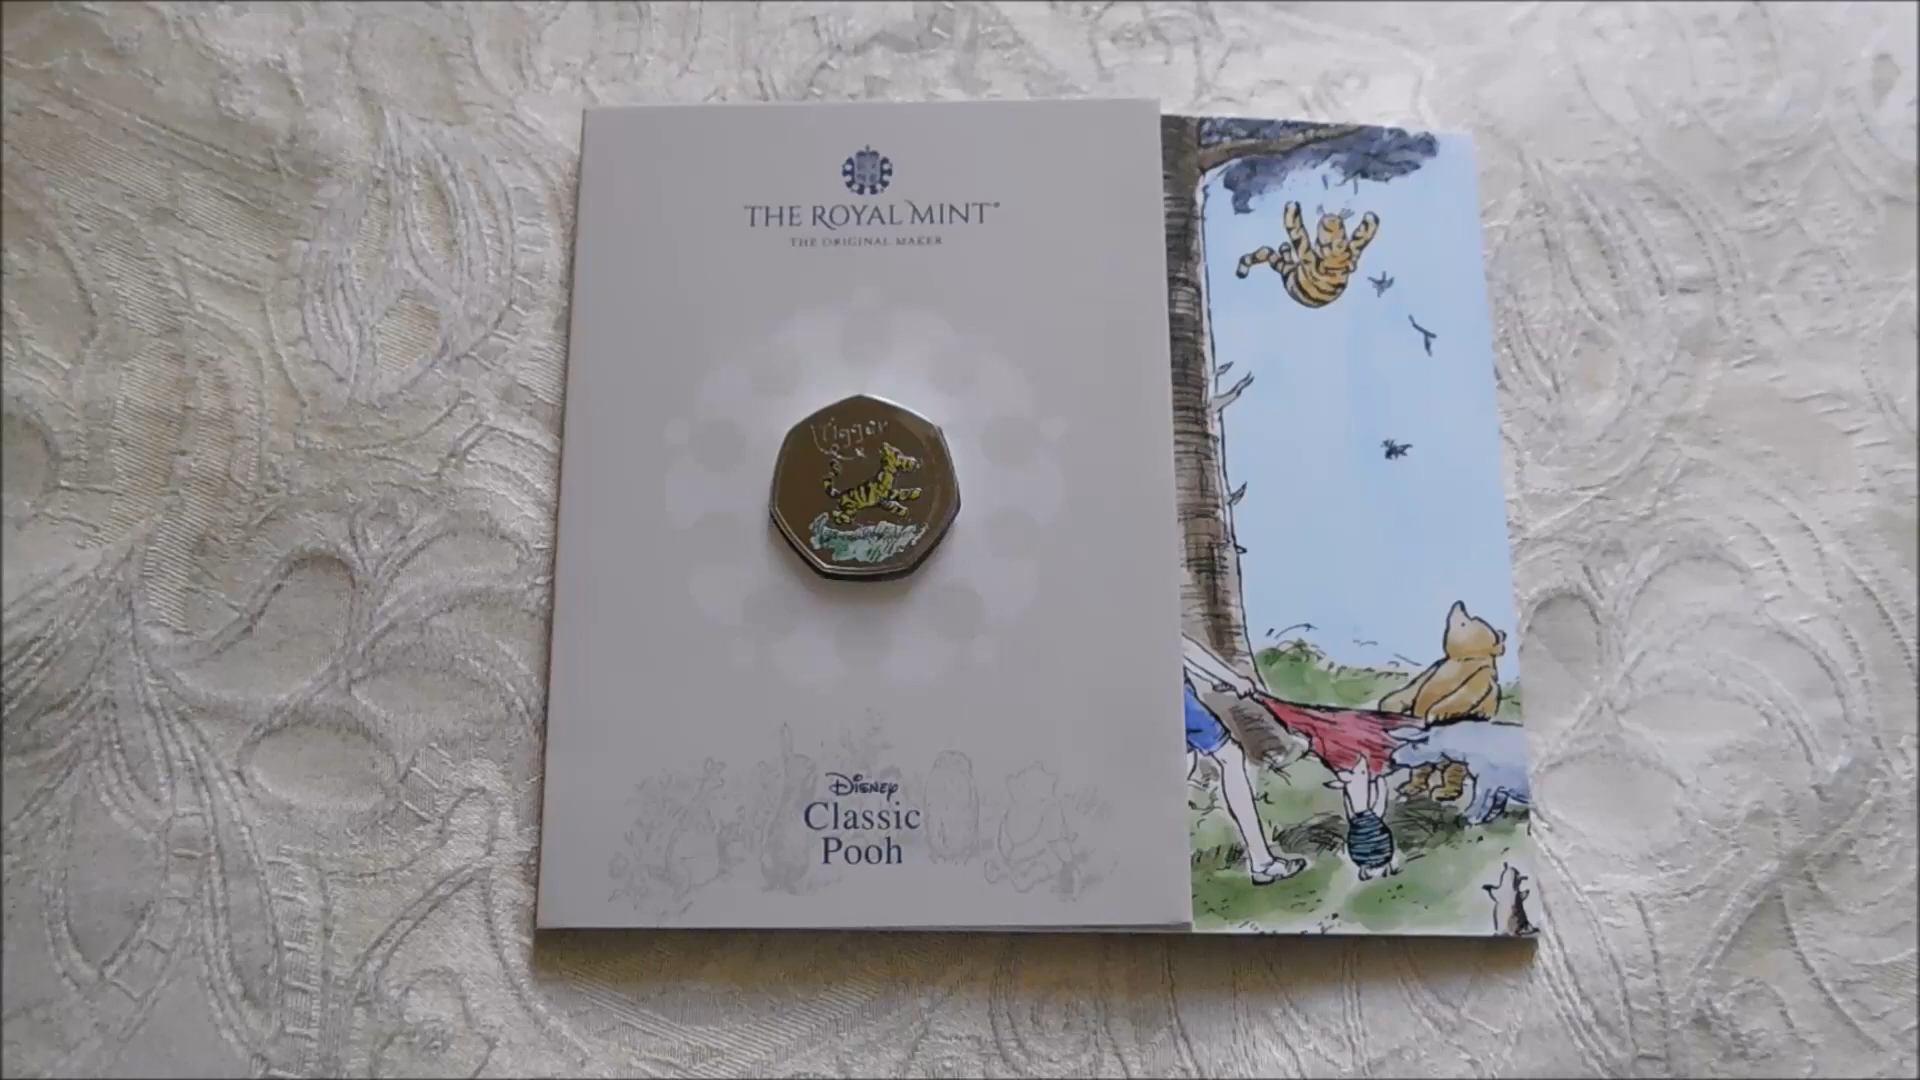 THE ROYAL MINT®
THE ORIGINAL MAKER
Tigger
Disney
Classic
Pooh